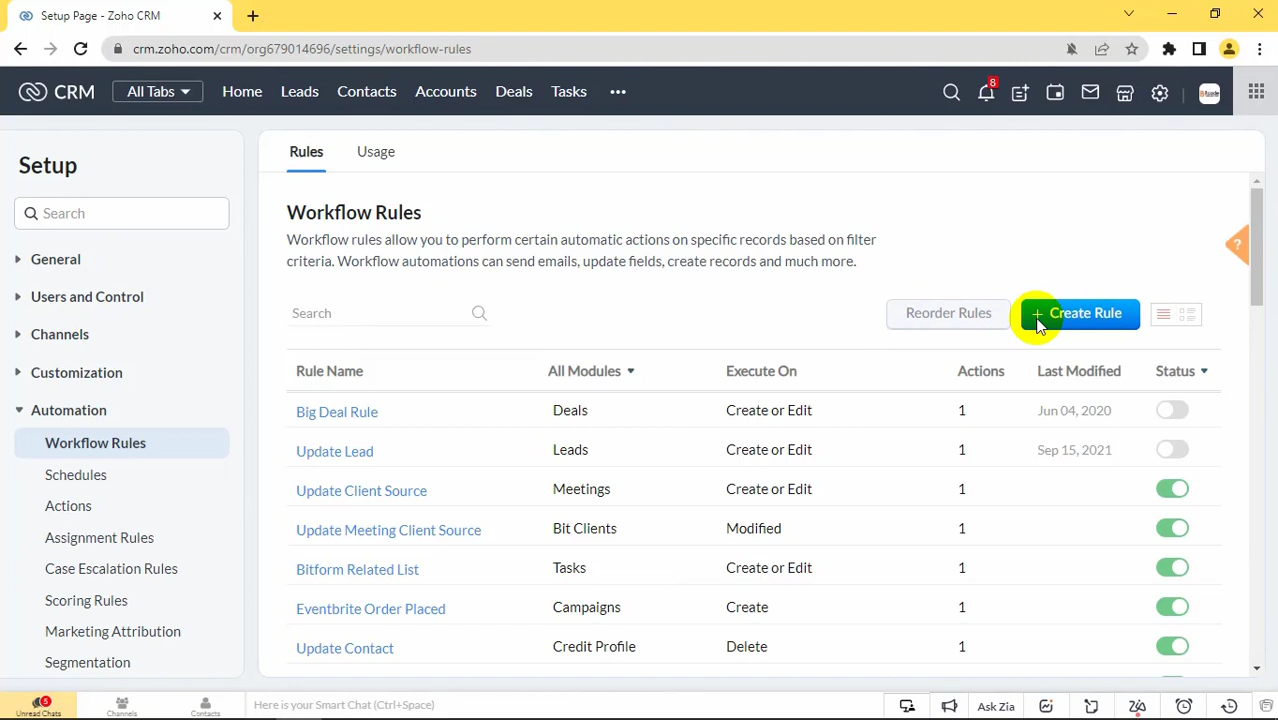 Setup Page - Zoho CRM
crm.zoho.com/crm/org679014696/settings/workflow-rules
CRM All Tabs Home Leads Contacts Accounts Deals Tasks ••• 8
Setup
Search
General
Users and Control
Channels
Customization
Automation
Workflow Rules
Schedules
Actions
Assignment Rules
Case Escalation Rules
Scoring Rules
Marketing Attribution
Segmentation
Rules Usage
Workflow Rules
Workflow rules allow you to perform certain automatic actions on specific records based on filter
criteria. Workflow automations can send emails, update fields, create records and much more.
?
Search Reorder Rules + Create Rule
Rule Name All Modules Execute On Actions Last Modified Status
Big Deal Rule Deals Create or Edit 1 Jun 04, 2020
Update Lead Leads Create or Edit 1 Sep 15, 2021
Update Client Source Meetings Create or Edit 1
Update Meeting Client Source Bit Clients Modified 1
Bitform Related List Tasks Create or Edit 1
Eventbrite Order Placed Campaigns Create 1
Update Contact Credit Profile Delete 1
5
Unread Chats Channels Contacts Here is your Smart Chat (Ctrl+Space) Ask Zia